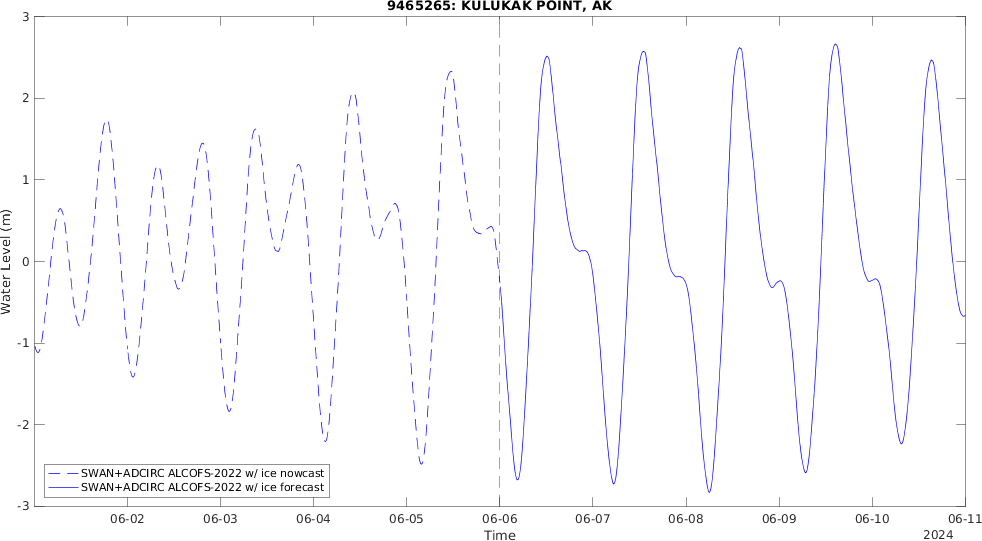 9465265: KULUKAK POINT, AK
3
2
1
0
-1
-2
-3
Water Level (m)
SWAN+ADCIRC ALCOFS-2022 w/ ice nowcast
SWAN+ADCIRC ALCOFS-2022 w/ ice forecast
06-02 06-03 06-04 06-05 06-06 06-07 06-08 06-09 06-10 06-11
Time
2024